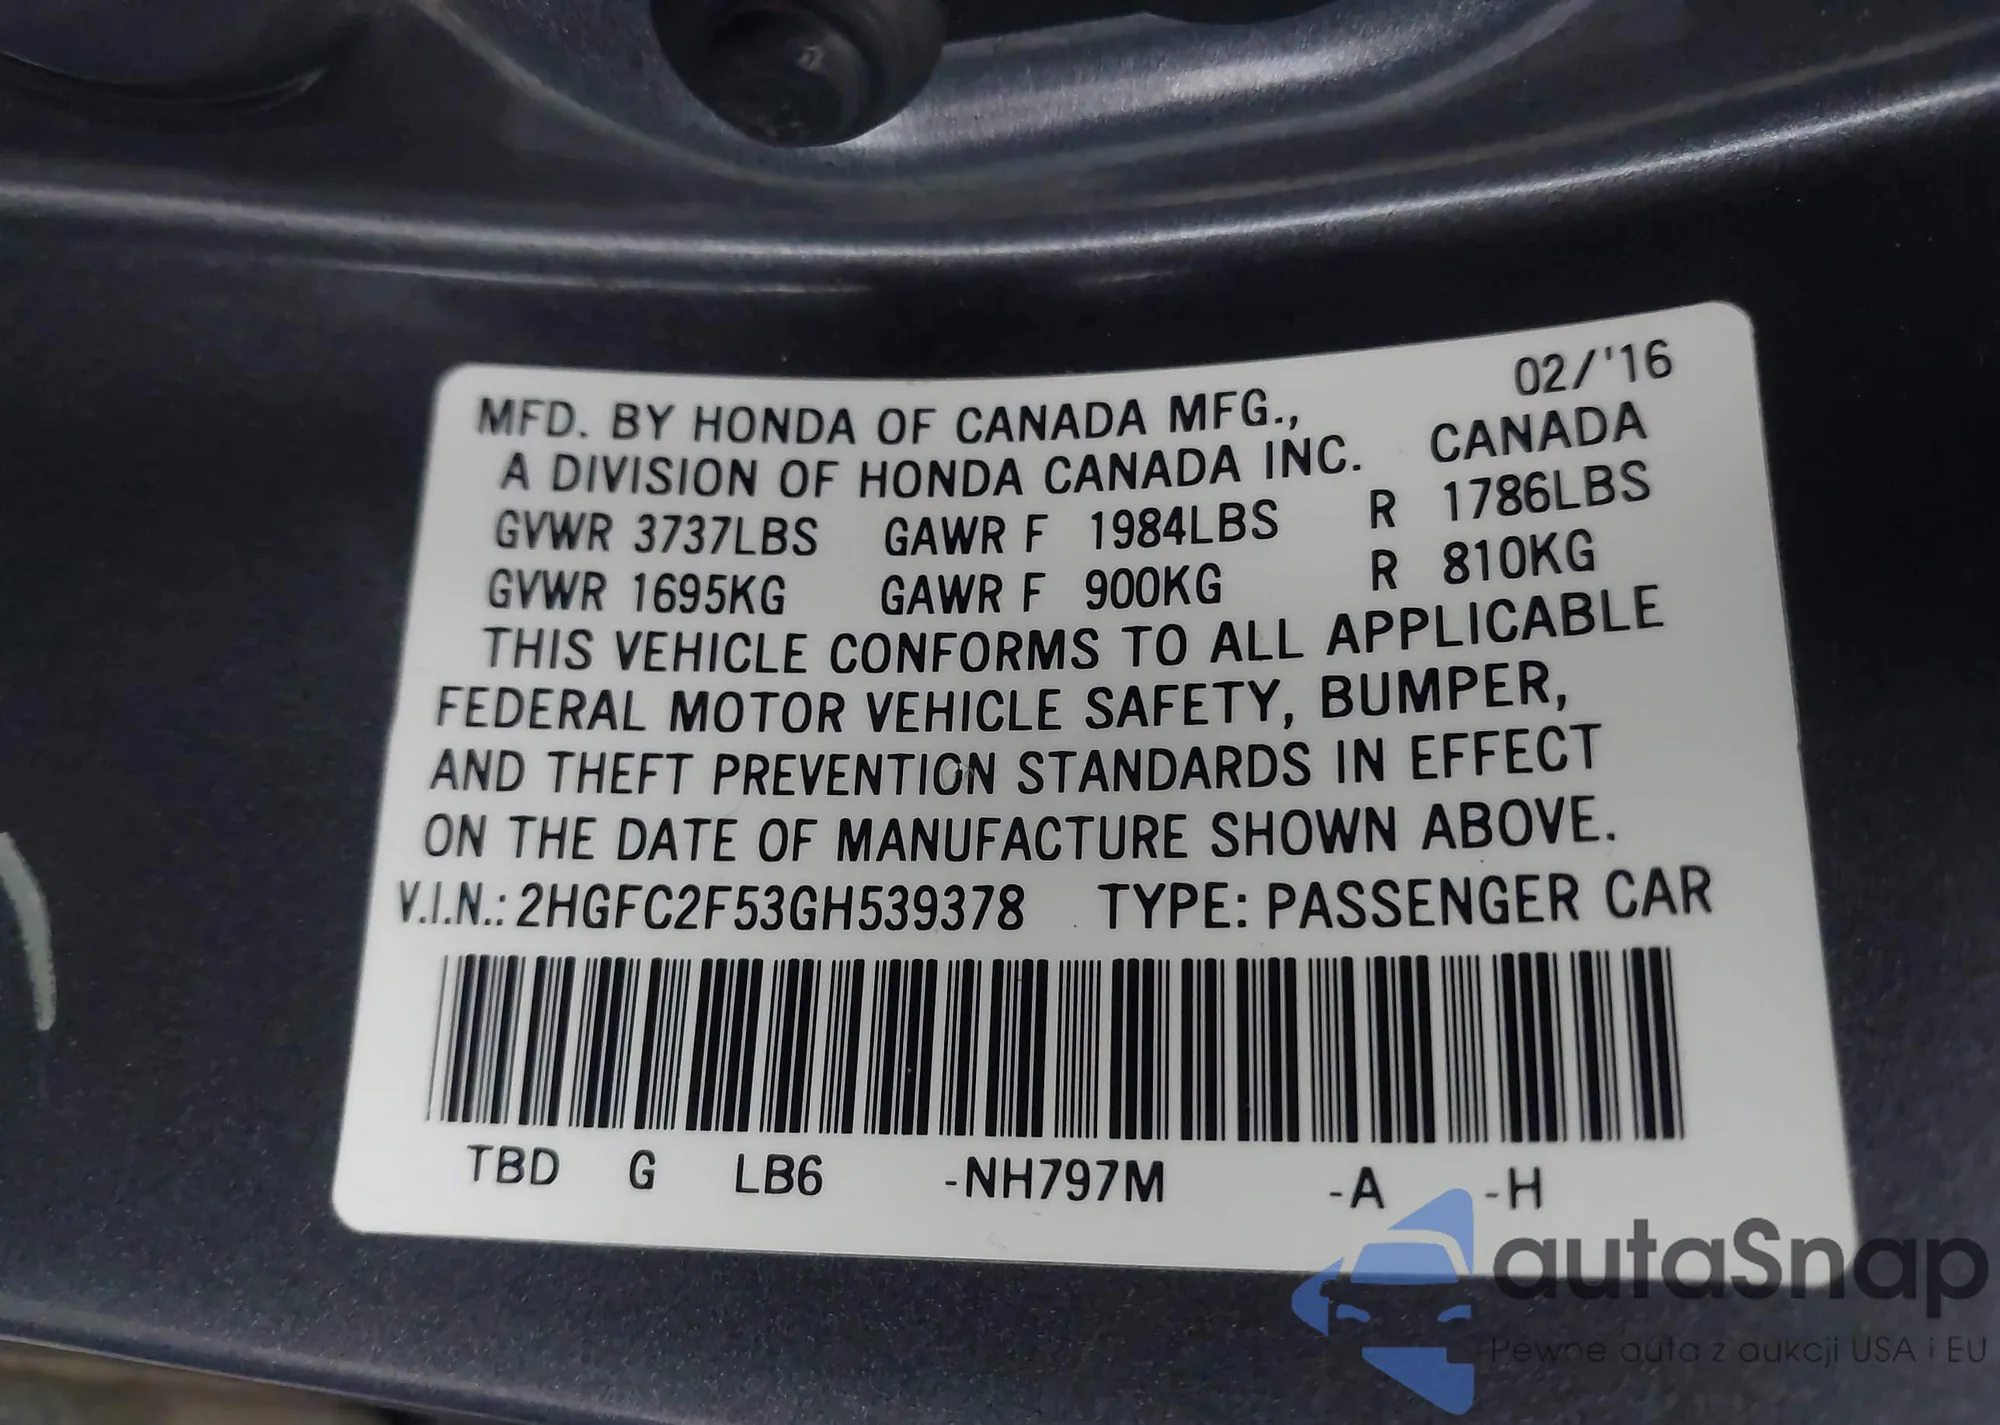 02/'16
MFD. BY HONDA OF CANADA MFG.,
A DIVISION OF HONDA CANADA INC. CANADA
GVWR 3737LBS GAWR F 1984LBS R 1786LBS
GVWR 1695KG GAWR F 900KG R 810KG
THIS VEHICLE CONFORMS TO ALL APPLICABLE
FEDERAL MOTOR VEHICLE SAFETY, BUMPER,
AND THEFT PREVENTION STANDARDS IN EFFECT
ON THE DATE OF MANUFACTURE SHOWN ABOVE.
V.I.N.: 2HGFC2F53GH539378 TYPE: PASSENGER CAR
TBD G LB6 -NH797M -A -H
autaSnap
Pewne auta z aukcji USA i EU